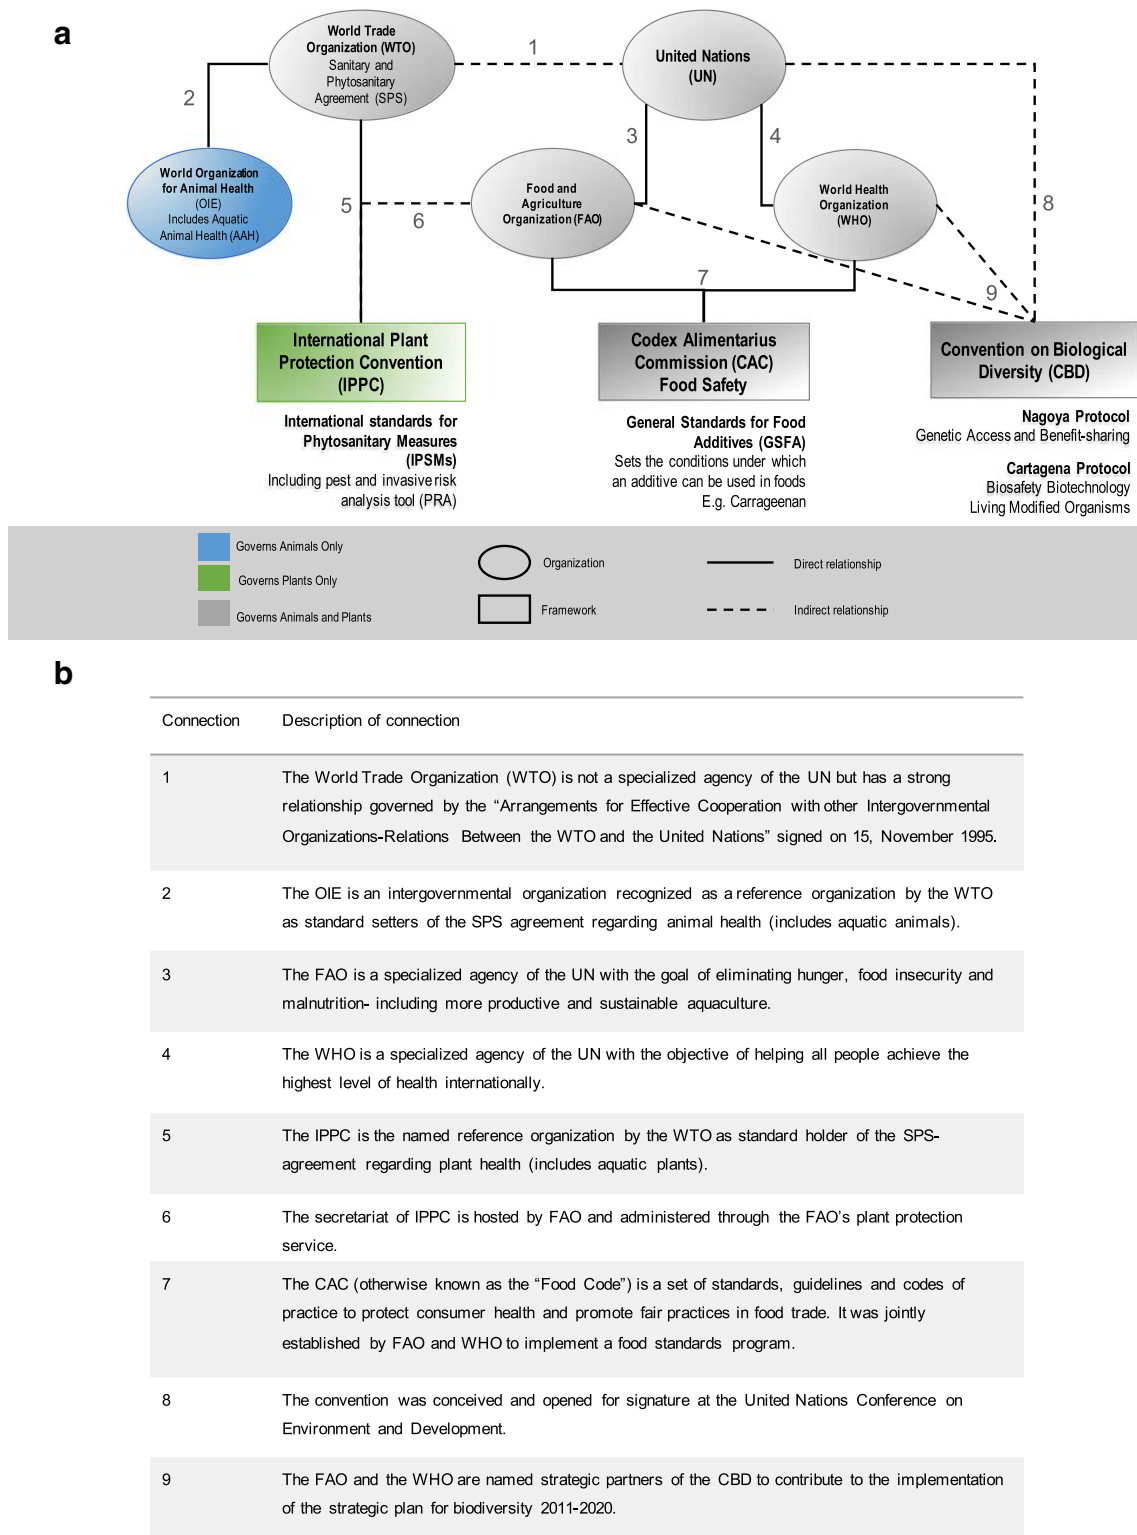 a
World Trade
Organization (WTO)
Sanitary and
Phytosanitary
Agreement (SPS)
1
United Nations
(UN)
2
3
4
World Organization
for Animal Health
(OIE)
Includes Aquatic
Animal Health (AAH)
5
6
Food and
Agriculture
Organization (FAO)
World Health
Organization
(WHO)
8
7
9
International Plant
Protection Convention
(IPPC)
Codex Alimentarius
Commission (CAC)
Food Safety
Convention on Biological
Diversity (CBD)
International standards for
Phytosanitary Measures
(IPSMs)
Including pest and invasive risk
analysis tool (PRA)
General Standards for Food
Additives (GSFA)
Sets the conditions under which
an additive can be used in foods
E.g. Carrageenan
Nagoya Protocol
Genetic Access and Benefit-sharing
Cartagena Protocol
Biosafety Biotechnology
Living Modified Organisms
Governs Animals Only
Governs Plants Only
Governs Animals and Plants
Organization
Framework
Direct relationship
Indirect relationship
b
Connection Description of connection
1 The World Trade Organization (WTO) is not a specialized agency of the UN but has a strong
relationship governed by the “Arrangements for Effective Cooperation with other Intergovernmental
Organizations-Relations Between the WTO and the United Nations” signed on 15, November 1995.
2 The OIE is an intergovernmental organization recognized as a reference organization by the WTO
as standard setters of the SPS agreement regarding animal health (includes aquatic animals).
3 The FAO is a specialized agency of the UN with the goal of eliminating hunger, food insecurity and
malnutrition- including more productive and sustainable aquaculture.
4 The WHO is a specialized agency of the UN with the objective of helping all people achieve the
highest level of health internationally.
5 The IPPC is the named reference organization by the WTO as standard holder of the SPS-
agreement regarding plant health (includes aquatic plants).
6 The secretariat of IPPC is hosted by FAO and administered through the FAO’s plant protection
service.
7 The CAC (otherwise known as the “Food Code”) is a set of standards, guidelines and codes of
practice to protect consumer health and promote fair practices in food trade. It was jointly
established by FAO and WHO to implement a food standards program.
8 The convention was conceived and opened for signature at the United Nations Conference on
Environment and Development.
9 The FAO and the WHO are named strategic partners of the CBD to contribute to the implementation
of the strategic plan for biodiversity 2011-2020.